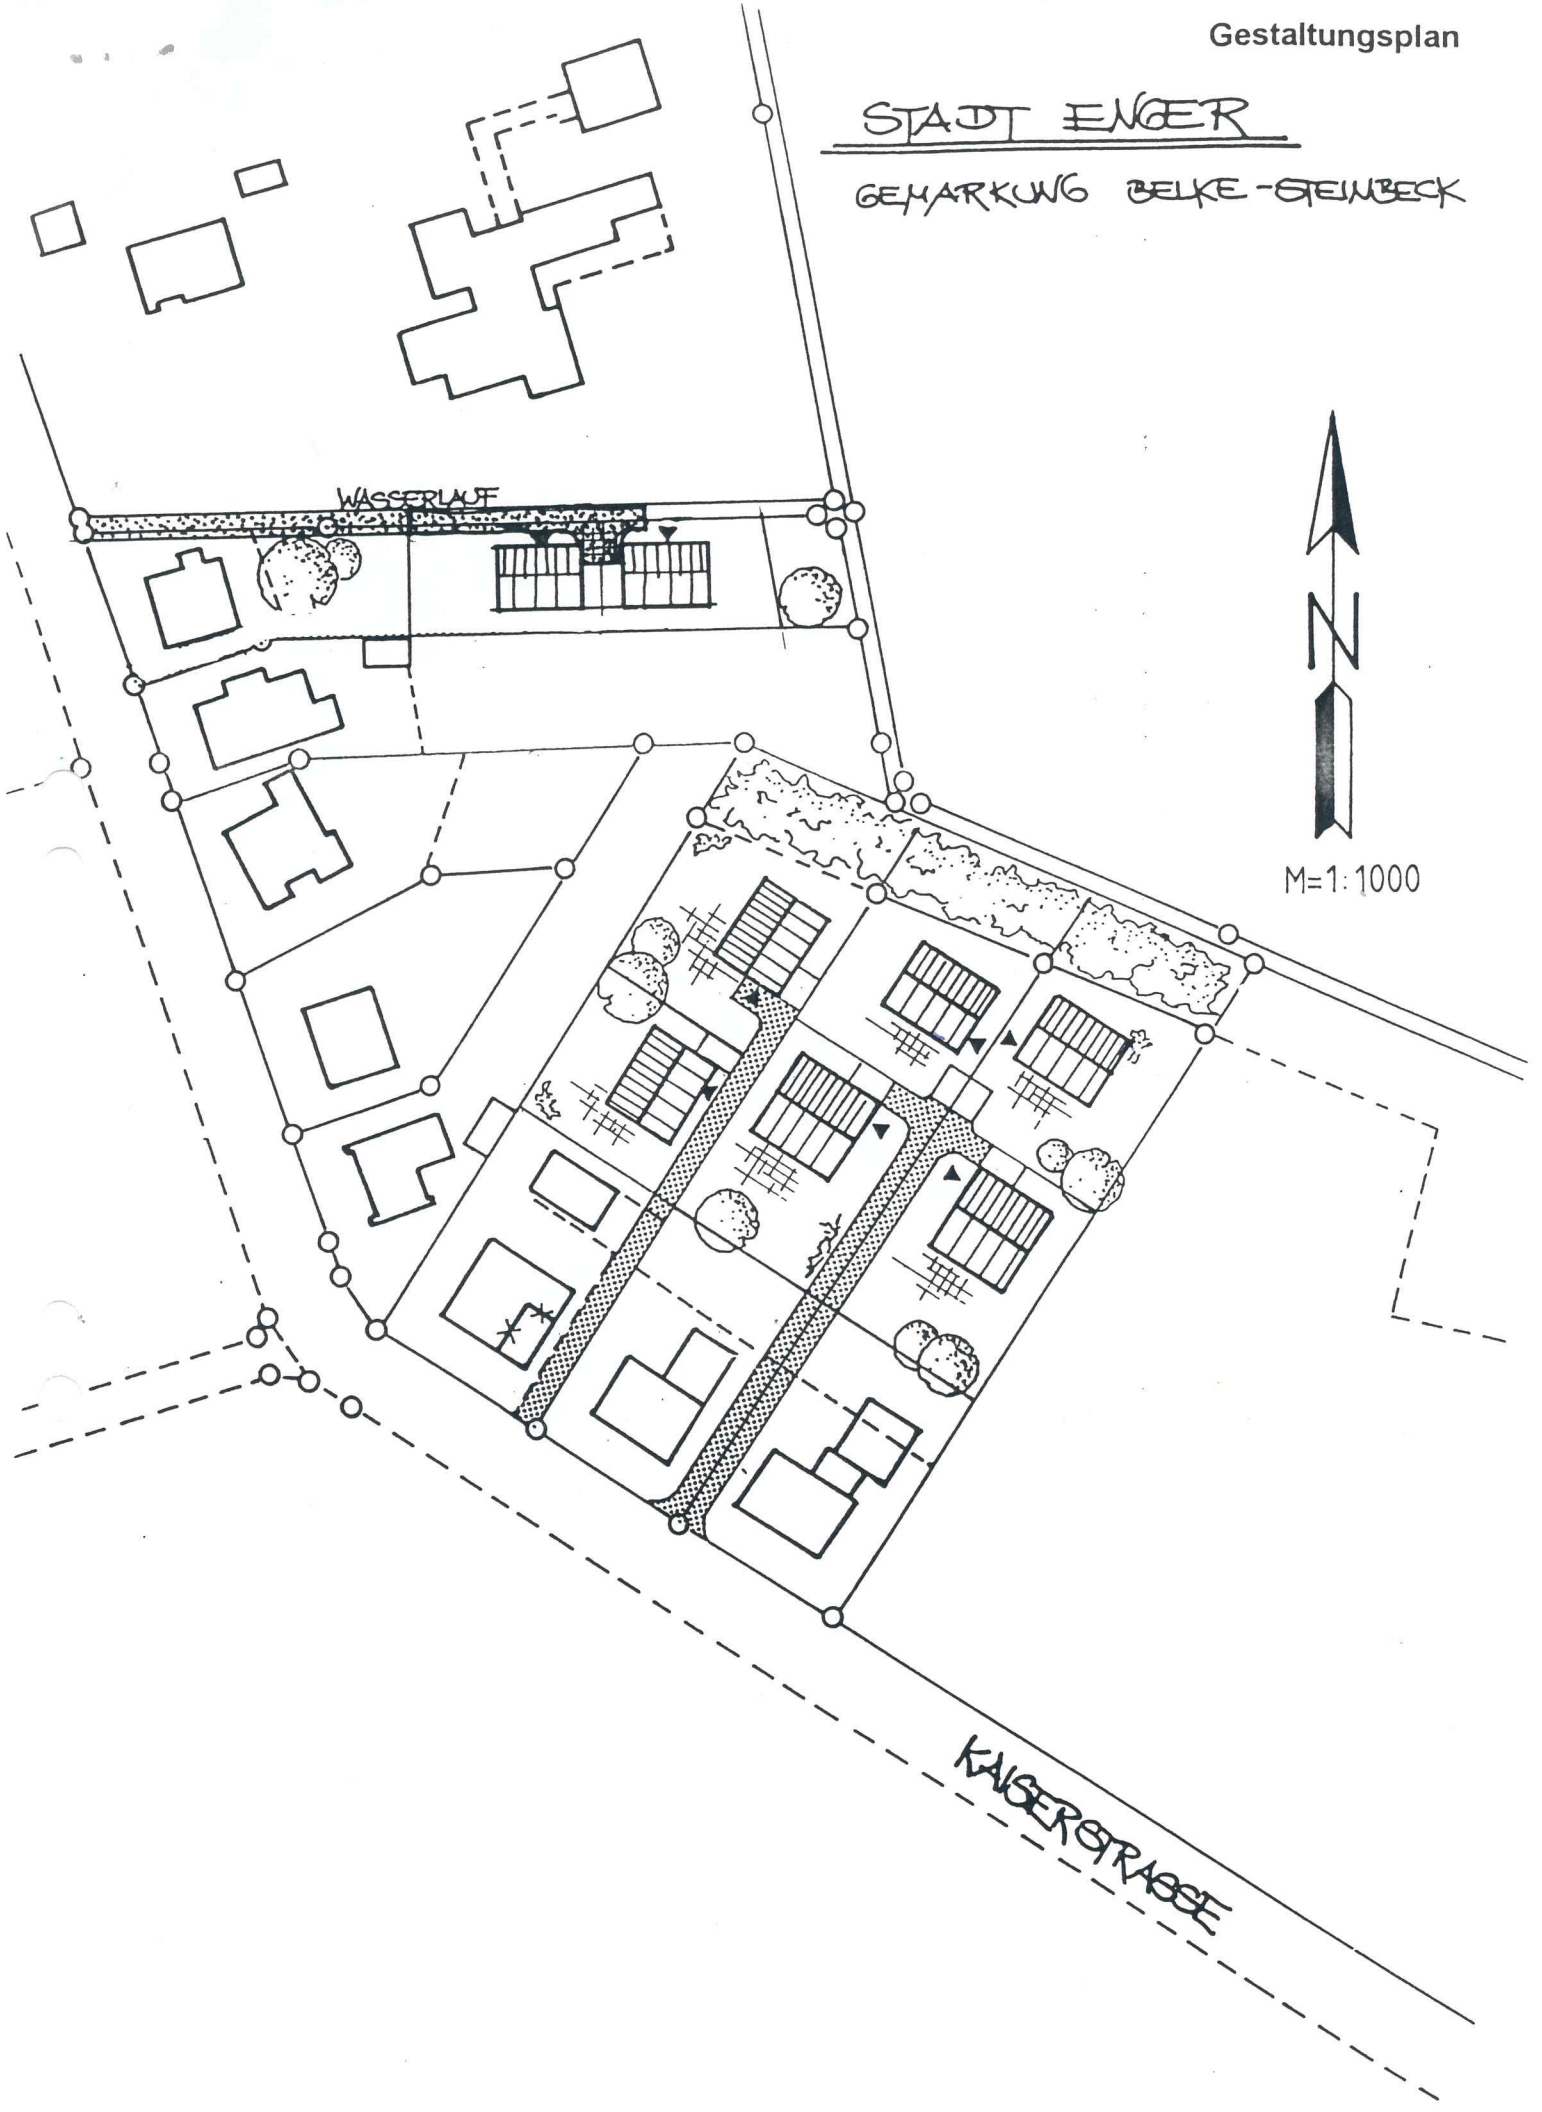 Gestaltungsplan
STADT ENGER
GEMARKUNG BELKE-STEINBECK
WASSERLAUF
N
M=1:1000
KAISERSTRASSE